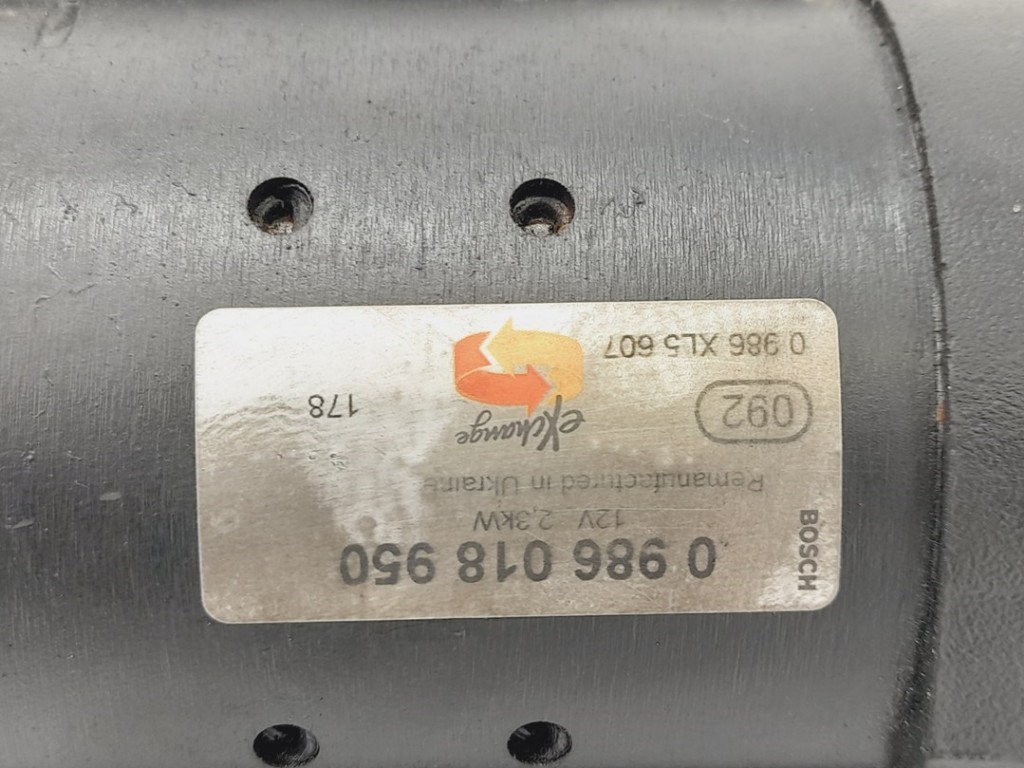 BOSCH
0 986 018 950
12V 2,3kW
Remanufactured in Ukraine
092
eXchange
178
0 986 XL5 607